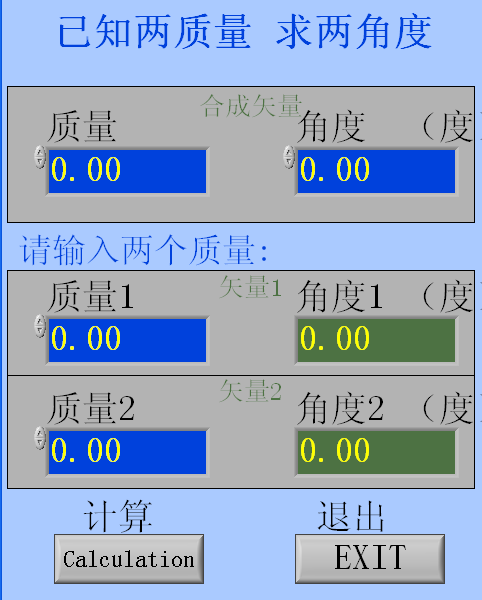 已知两质量 求两角度
合成矢量
质量 角度 （度
0.00 0.00
请输入两个质量:
矢量1
质量1 角度1 （度
0.00 0.00
矢量2
质量2 角度2 （度
0.00 0.00
计算 退出
Calculation EXIT